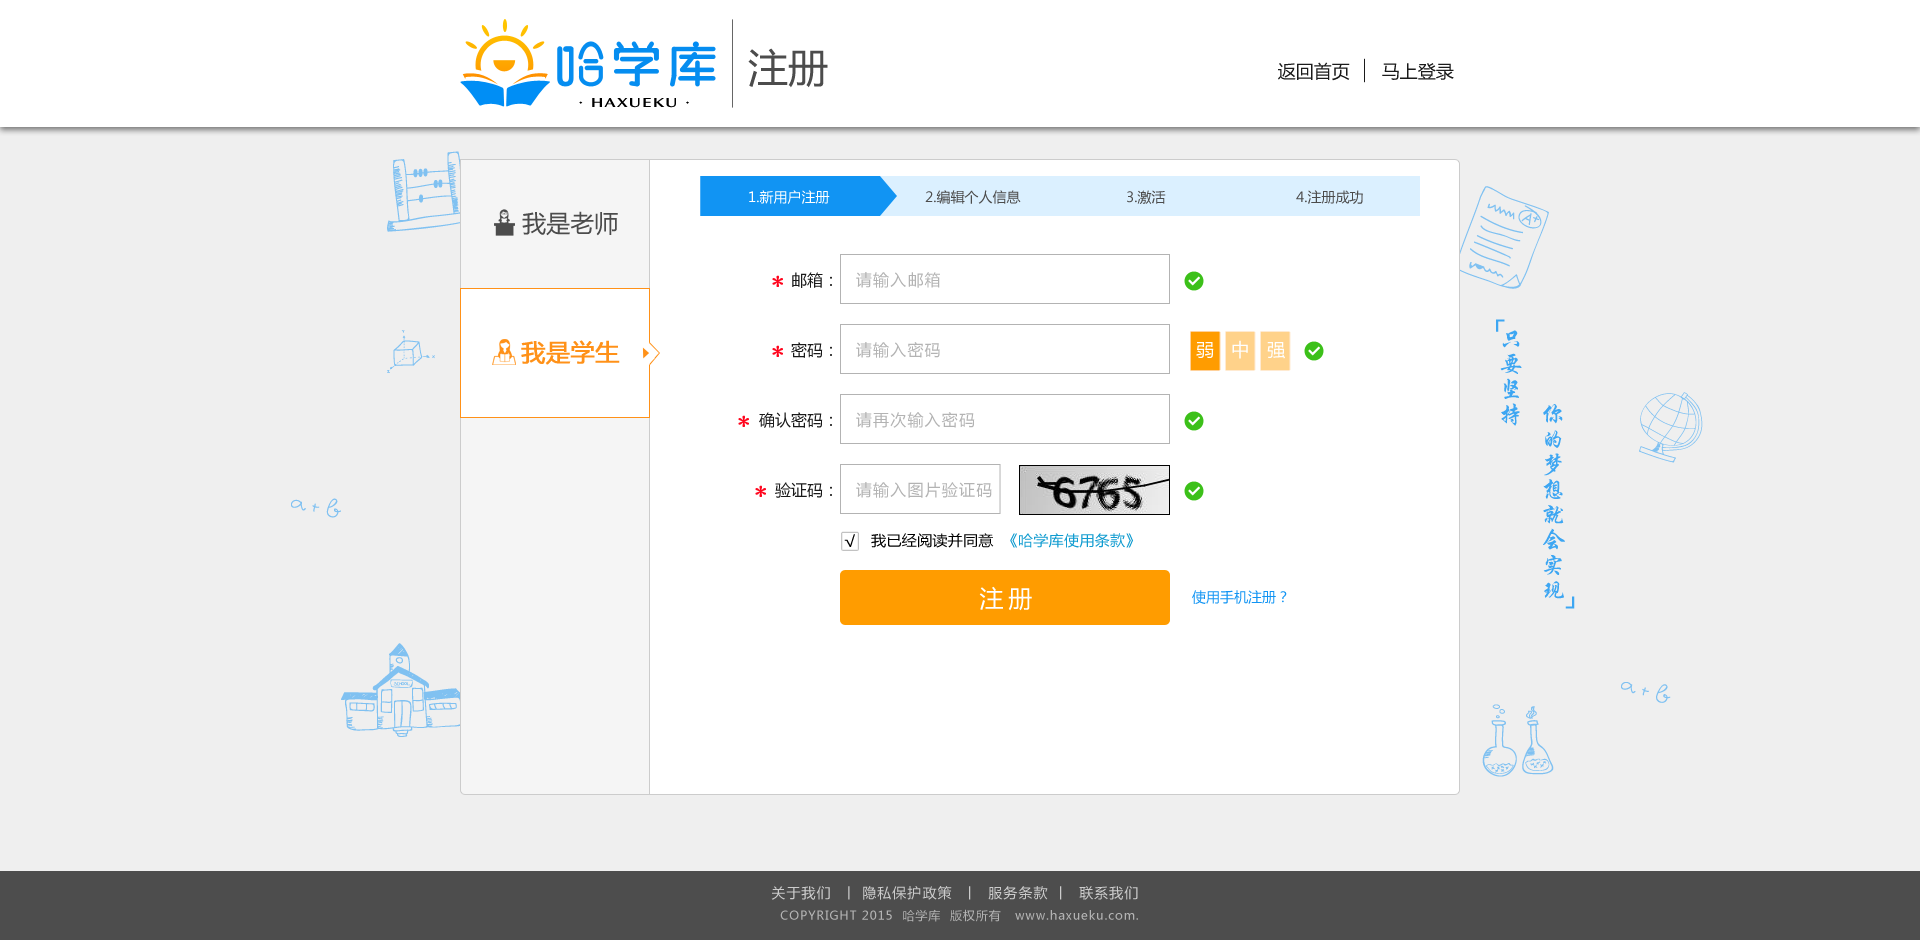 哈学库
· HAXUEKU ·
注册
返回首页 | 马上登录
我是老师
我是学生
1.新用户注册 2.编辑个人信息 3.激活 4.注册成功
* 邮箱： 请输入邮箱
* 密码： 请输入密码 弱 中 强
* 确认密码： 请再次输入密码
* 验证码： 请输入图片验证码 6765
√ 我已经阅读并同意 《哈学库使用条款》
注册 使用手机注册？
A+
a+b
「只要坚持
你的梦想就会实现」
SCHOOL
a+b
关于我们 | 隐私保护政策 | 服务条款 | 联系我们
COPYRIGHT 2015 哈学库 版权所有 www.haxueku.com.